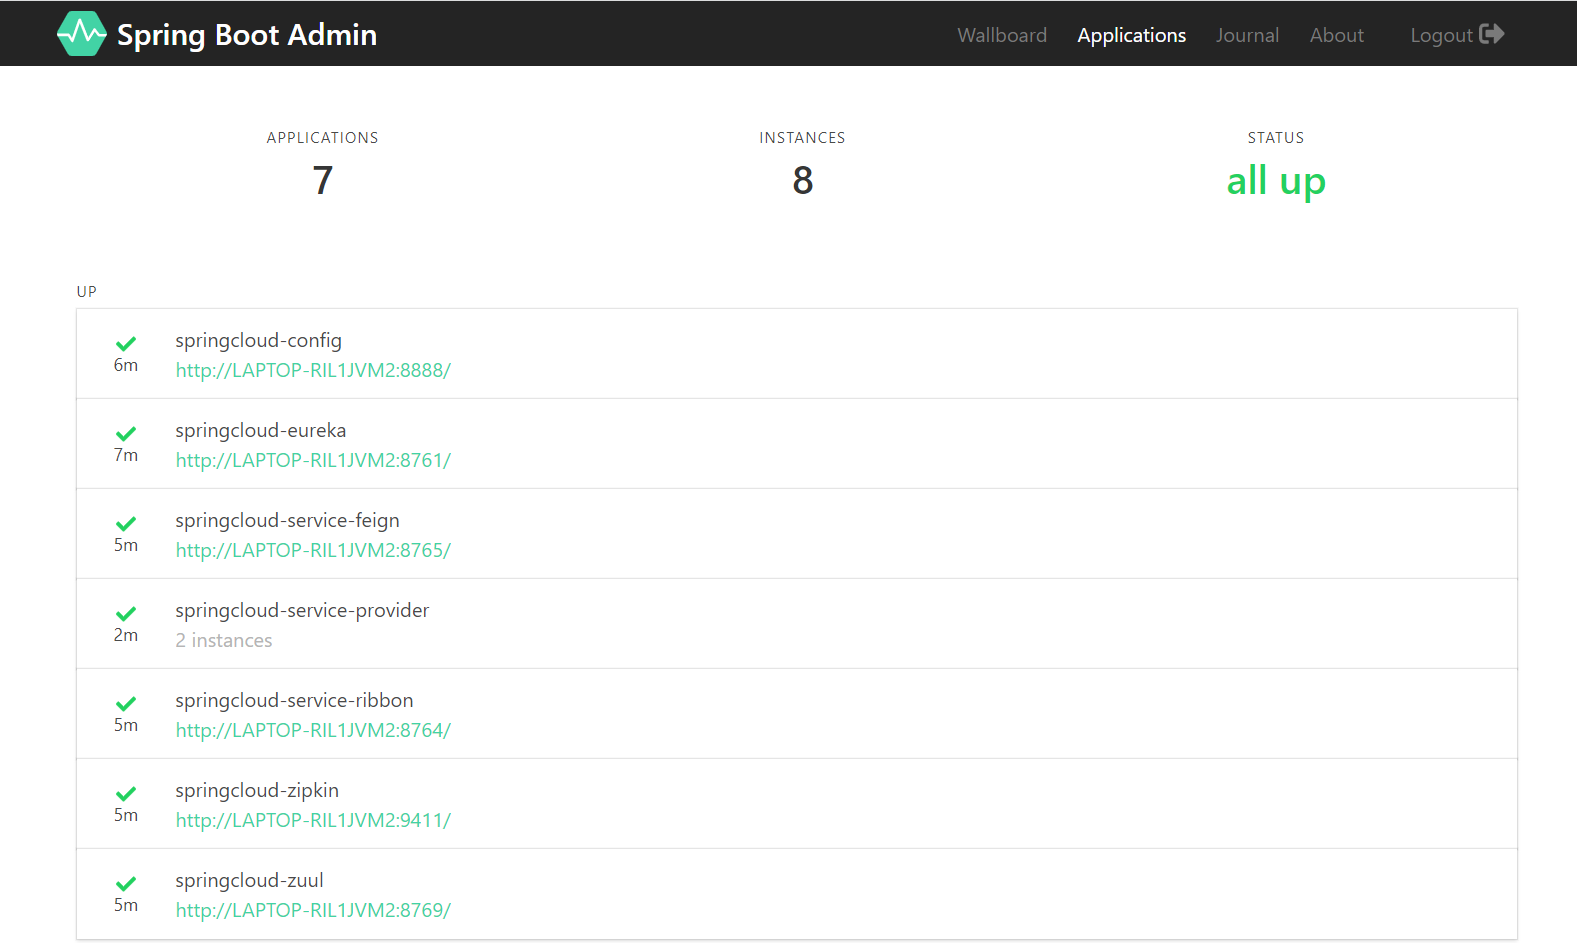 Spring Boot Admin
Wallboard Applications Journal About Logout
APPLICATIONS INSTANCES STATUS
7 8 all up
UP
springcloud-config
6m
http://LAPTOP-RIL1JVM2:8888/
springcloud-eureka
7m
http://LAPTOP-RIL1JVM2:8761/
springcloud-service-feign
5m
http://LAPTOP-RIL1JVM2:8765/
springcloud-service-provider
2m
2 instances
springcloud-service-ribbon
5m
http://LAPTOP-RIL1JVM2:8764/
springcloud-zipkin
5m
http://LAPTOP-RIL1JVM2:9411/
springcloud-zuul
5m
http://LAPTOP-RIL1JVM2:8769/